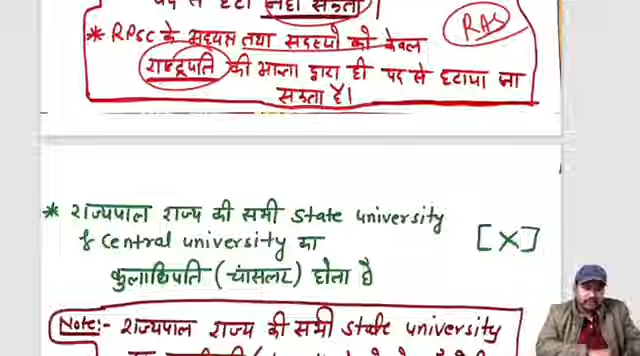 पद से हटा नहीं सकता।
* RPSC के अध्यक्ष तथा सदस्यों को केवल
RAS
राष्ट्रपति की आज्ञा द्वारा ही पद से हटाया जा
सकता है।
* राज्यपाल राज्य की सभी State university
& Central university का [X]
कुलाधिपति (चांसलर) होता है
Note:- राज्यपाल राज्य की सभी State university